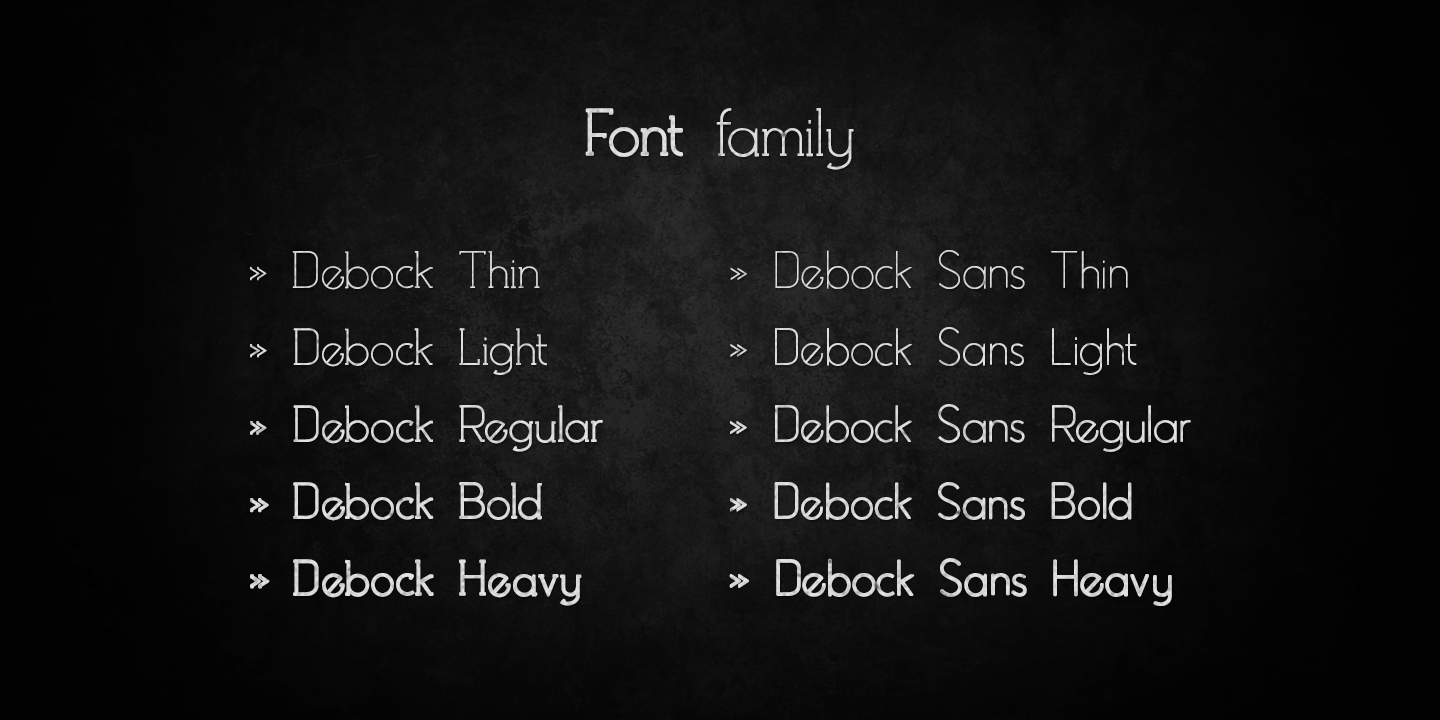 Font family
» Debock Thin
» Debock Light
» Debock Regular
» Debock Bold
» Debock Heavy
» Debock Sans Thin
» Debock Sans Light
» Debock Sans Regular
» Debock Sans Bold
» Debock Sans Heavy